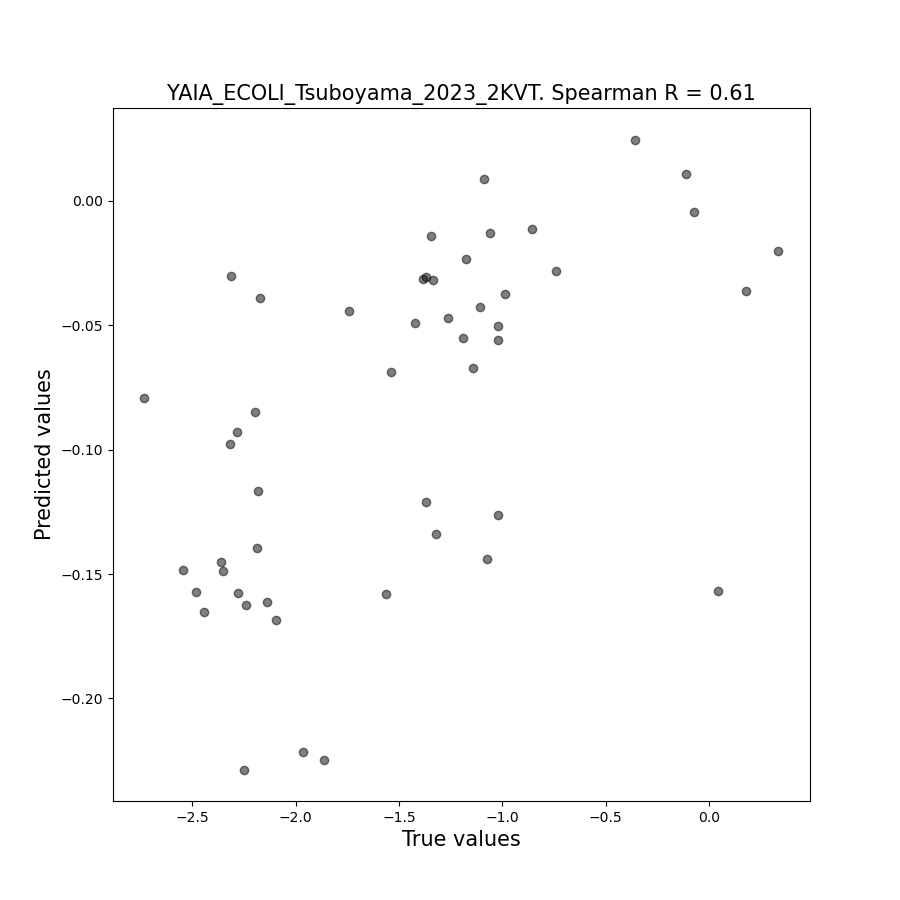 YAIA_ECOLI_Tsuboyama_2023_2KVT. Spearman R = 0.61
0.00
−0.05
−0.10
−0.15
−0.20
Predicted values
−2.5 −2.0 −1.5 −1.0 −0.5 0.0
True values